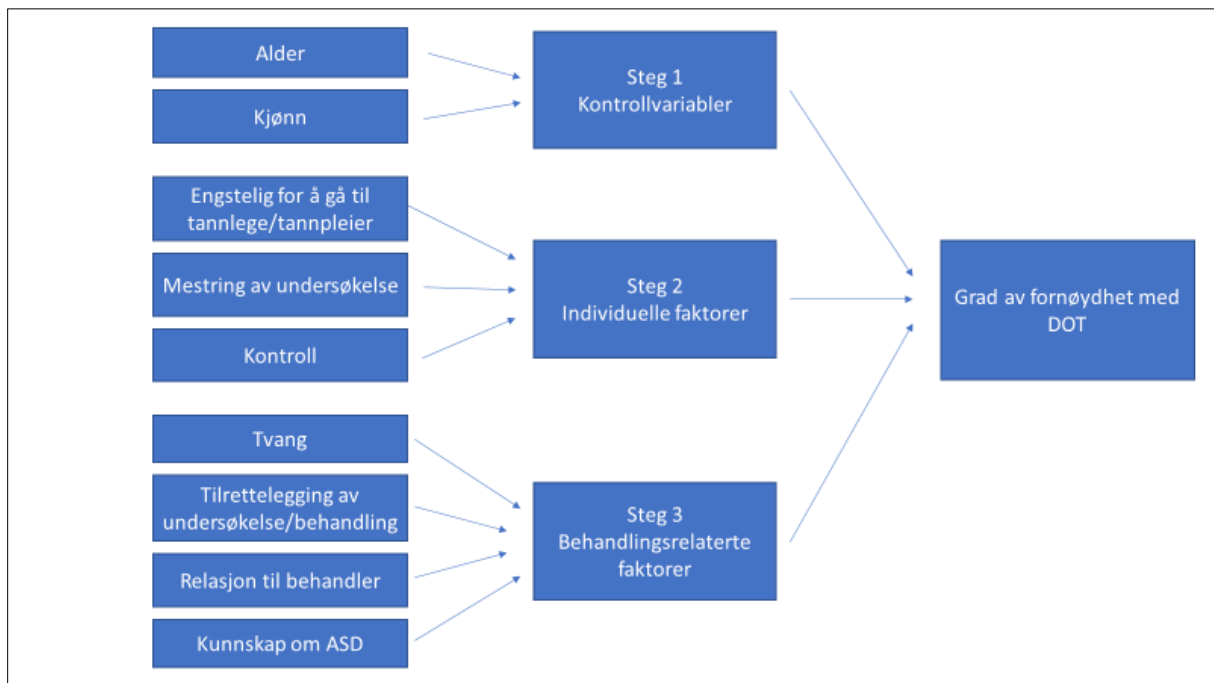 Alder
Kjønn
Engstelig for å gå til
tannlege/tannpleier
Mestring av undersøkelse
Kontroll
Tvang
Tilrettelegging av
undersøkelse/behandling
Relasjon til behandler
Kunnskap om ASD
Steg 1
Kontrollvariabler
Steg 2
Individuelle faktorer
Steg 3
Behandlingsrelaterte
faktorer
Grad av fornøydhet med
DOT